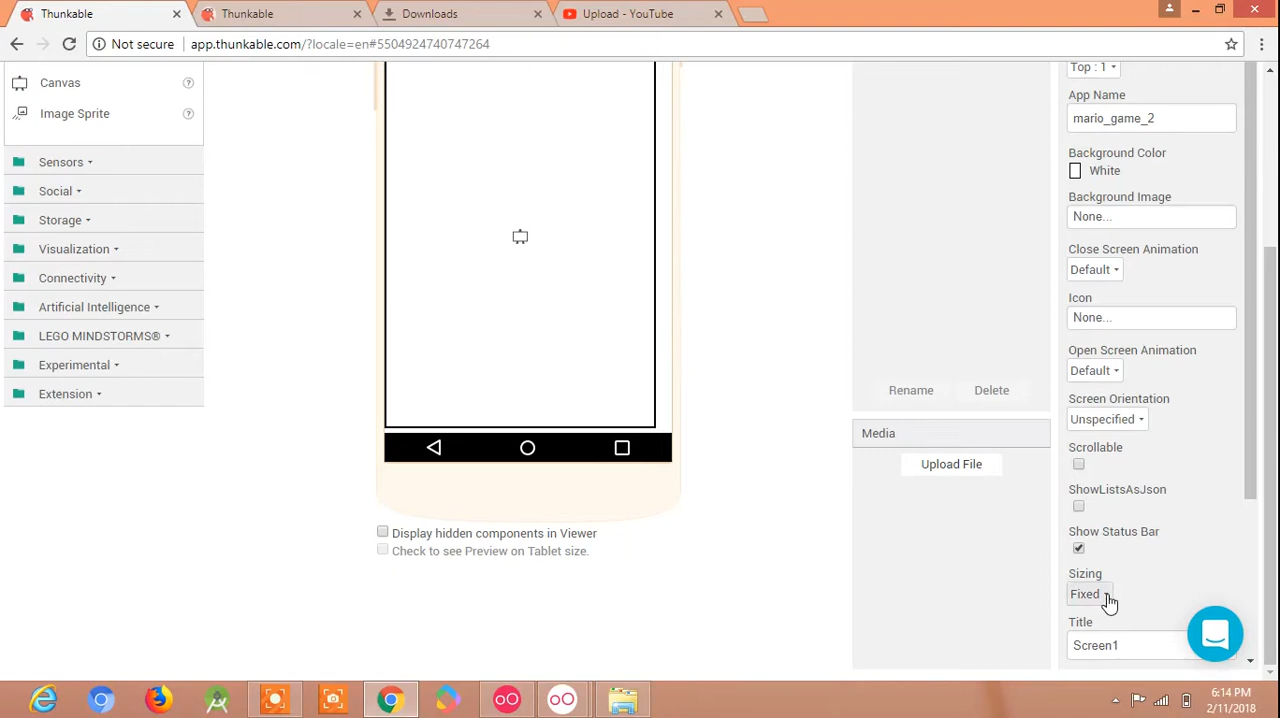 Thunkable
Thunkable
Downloads
Upload - YouTube
Not secure
app.thunkable.com/?locale=en#5504924740747264
Canvas
Image Sprite
Sensors
Social
Storage
Visualization
Connectivity
Artificial Intelligence
LEGO MINDSTORMS®
Experimental
Extension
Display hidden components in Viewer
Check to see Preview on Tablet size.
Rename
Delete
Media
Upload File
Top : 1
App Name
mario_game_2
Background Color
White
Background Image
None...
Close Screen Animation
Default
Icon
None...
Open Screen Animation
Default
Screen Orientation
Unspecified
Scrollable
ShowListsAsJson
Show Status Bar
Sizing
Fixed
Title
Screen1
6:14 PM
2/11/2018